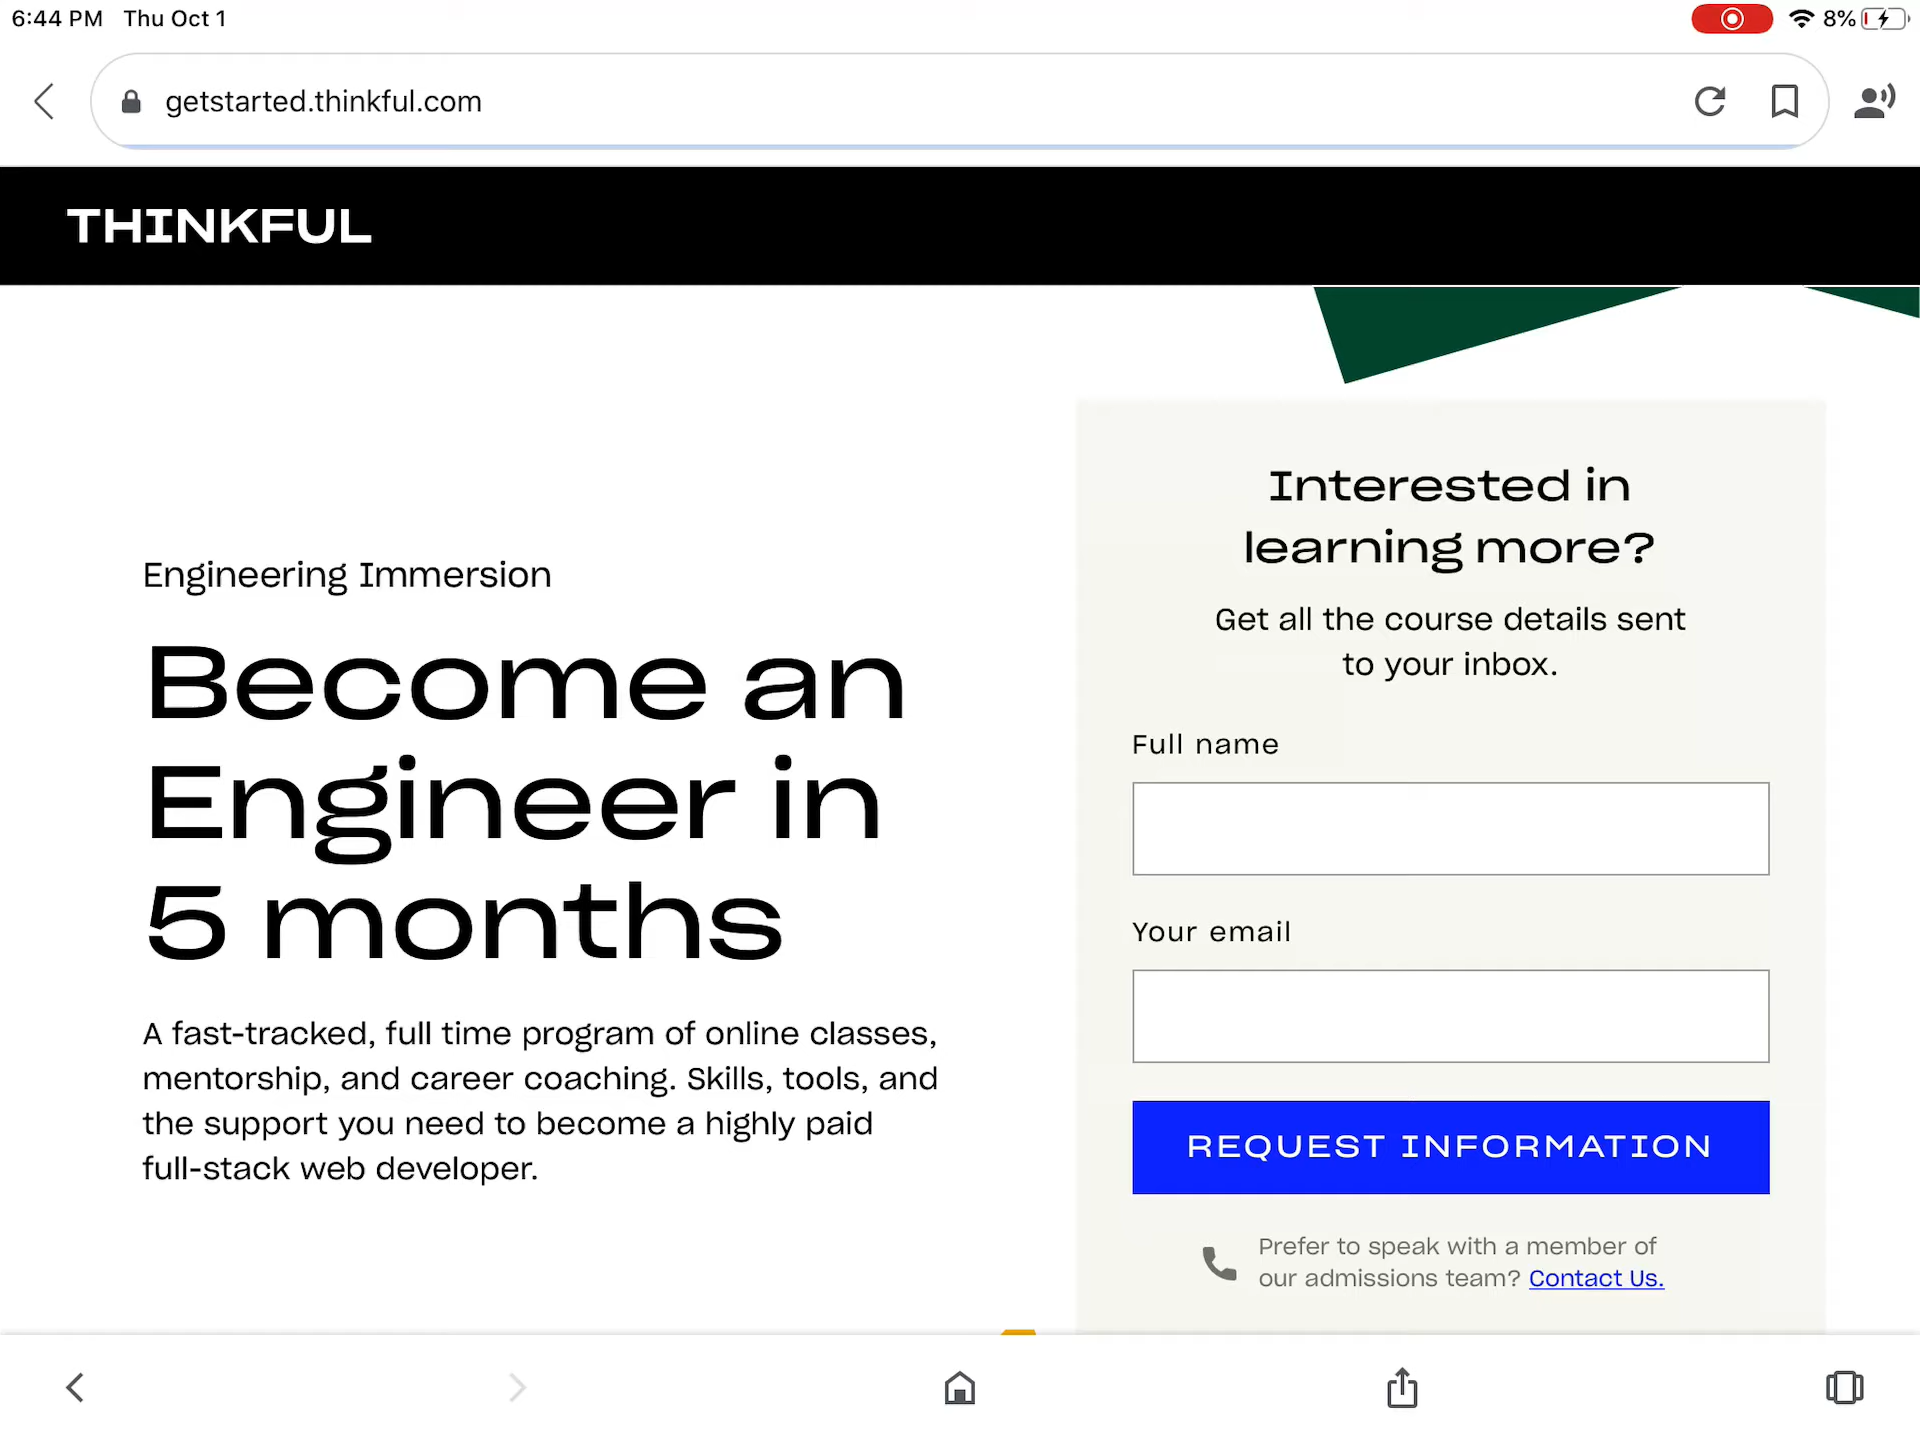 6:44 PM Thu Oct 1
8%
getstarted.thinkful.com
THINKFUL
Engineering Immersion
Become an
Engineer in
5 months
A fast-tracked, full time program of online classes,
mentorship, and career coaching. Skills, tools, and
the support you need to become a highly paid
full-stack web developer.
Interested in
learning more?
Get all the course details sent
to your inbox.
Full name
Your email
REQUEST INFORMATION
Prefer to speak with a member of
our admissions team? Contact Us.